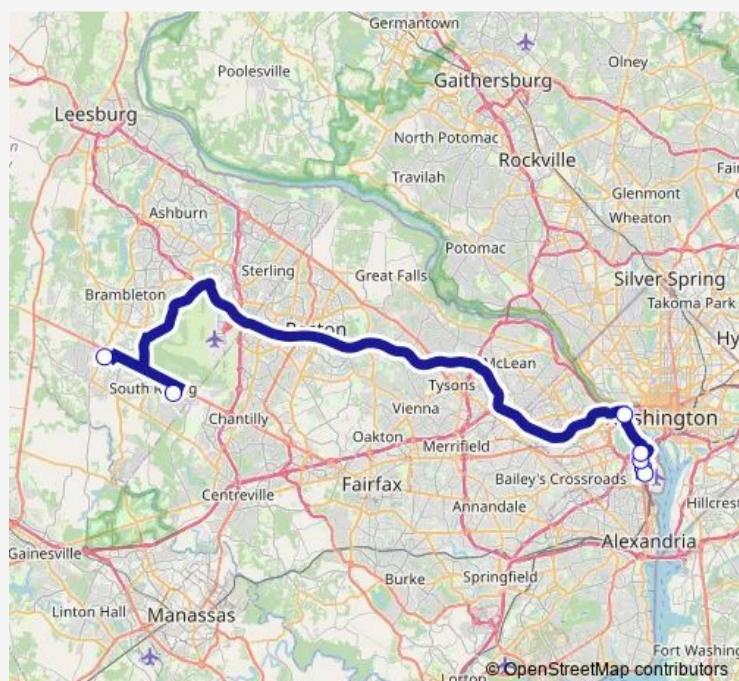 Germantown
Olney
Poolesville
Gaithersburg
Leesburg
North Potomac
Rockville
Travilah
Glenmont
Wheaton
Ashburn
Potomac
Sterling
Great Falls
Silver Spring
Brambleton
Takoma Park
McLean
Tysons
Vienna
Chantilly
Oakton
Merrifield
Centreville
Fairfax
Bailey's Crossroads
Annandale
Alexandria
Gainesville
Burke
Springfield
Linton Hall
Manassas
Lorton
© OpenStreetMap contributors